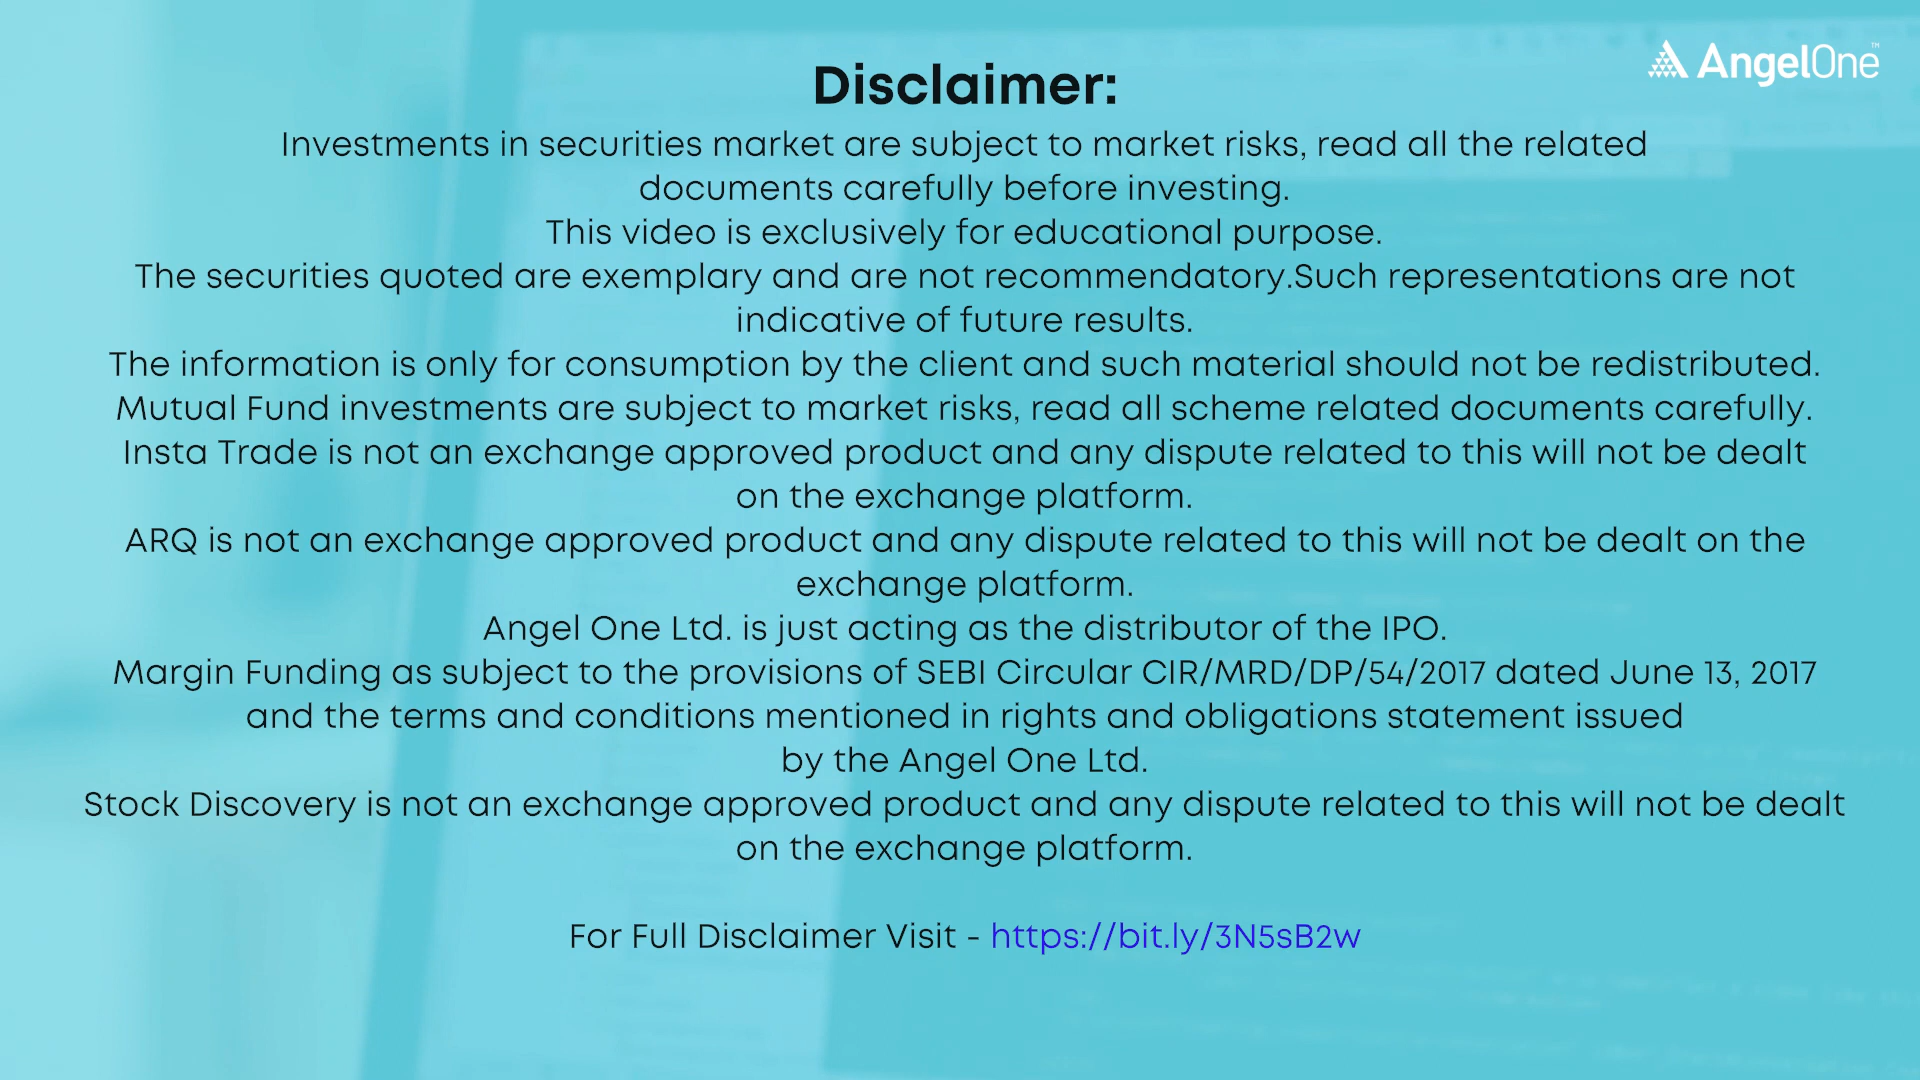 AngelOne™
Disclaimer:
Investments in securities market are subject to market risks, read all the related
documents carefully before investing.
This video is exclusively for educational purpose.
The securities quoted are exemplary and are not recommendatory.Such representations are not
indicative of future results.
The information is only for consumption by the client and such material should not be redistributed.
Mutual Fund investments are subject to market risks, read all scheme related documents carefully.
Insta Trade is not an exchange approved product and any dispute related to this will not be dealt
on the exchange platform.
ARQ is not an exchange approved product and any dispute related to this will not be dealt on the
exchange platform.
Angel One Ltd. is just acting as the distributor of the IPO.
Margin Funding as subject to the provisions of SEBI Circular CIR/MRD/DP/54/2017 dated June 13, 2017
and the terms and conditions mentioned in rights and obligations statement issued
by the Angel One Ltd.
Stock Discovery is not an exchange approved product and any dispute related to this will not be dealt
on the exchange platform.
For Full Disclaimer Visit - https://bit.ly/3N5sB2w